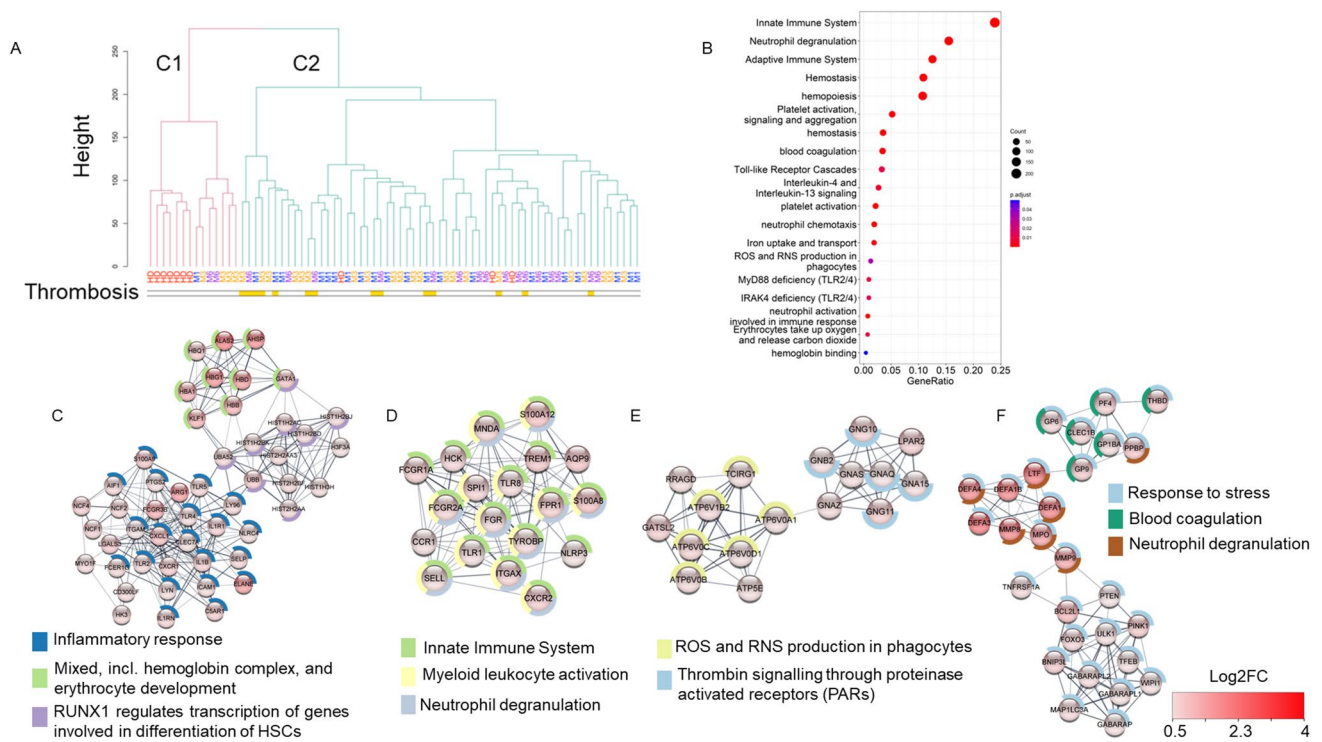 A
C1
C2
Height
250
200
150
100
50
0
Thrombosis
B
Innate Immune System
Neutrophil degranulation
Adaptive Immune System
Hemostasis
hemopoiesis
Platelet activation,
signaling and aggregation
hemostasis
blood coagulation
Toll-like Receptor Cascades
Interleukin-4 and
Interleukin-13 signaling
platelet activation
neutrophil chemotaxis
Iron uptake and transport
ROS and RNS production in
phagocytes
MyD88 deficiency (TLR2/4)
IRAK4 deficiency (TLR2/4)
neutrophil activation
involved in immune response
Erythrocytes take up oxygen
and release carbon dioxide
hemoglobin binding
0.00 0.05 0.10 0.15 0.20 0.25
GeneRatio
Count
50
100
150
200
p.adjust
0.04
0.03
0.02
0.01
C
HBQ1
ALAS2
AHSP
HBA1
HBG1
HBD
GATA1
KLF1
HBB
HIST1H2AC
HIST1H2BJ
HIST1H2BK
HIST1H2BD
H3F3A
UBA52
HIST2H2AA3
UBB
HIST2H2BF
HIST1H3H
HIST2H2AA
S100A8
AIF1
PTGS2
ARG1
TLR5
NCF4
NCF2
FCGR3B
TLR4
LY96
NCF1
ITGAM
CXCL1
IL1R1
LGALS3
CLEC7A
NLRC4
MYO1F
FCER1G
TLR2
CXCR1
IL1B
SELP
CD300LF
LYN
ICAM1
ELANE
HK3
IL1RN
C5AR1
Inflammatory response
Mixed, incl. hemoglobin complex, and
erythrocyte development
RUNX1 regulates transcription of genes
involved in differentiation of HSCs
D
MNDA
S100A12
HCK
TREM1
AQP9
FCGR1A
SPI1
TLR8
FCGR2A
FPR1
S100A8
FGR
CCR1
TLR1
TYROBP
NLRP3
SELL
ITGAX
CXCR2
Innate Immune System
Myeloid leukocyte activation
Neutrophil degranulation
E
GNG10
LPAR2
GNB2
GNAS
GNAQ
GNA15
GNAZ
GNG11
TCIRG1
RRAGD
ATP6V1B2
ATP6V0A1
GATSL2
ATP6V0C
ATP6V0D1
ATP6V0B
ATP5E
ROS and RNS production in phagocytes
Thrombin signalling through proteinase
activated receptors (PARs)
F
PF4
THBD
GP6
CLEC1B
GP1BA
PPBP
GP9
LTF
DEFA4
DEFA1B
DEFA1
DEFA3
MMP8
MPO
MMP9
TNFRSF1A
PTEN
BCL2L1
FOXO3
ULK1
PINK1
BNIP3L
TFEB
GABARAPL2
WIPI1
GABARAPL1
MAP1LC3A
GABARAP
Response to stress
Blood coagulation
Neutrophil degranulation
Log2FC
0.5 2.3 4